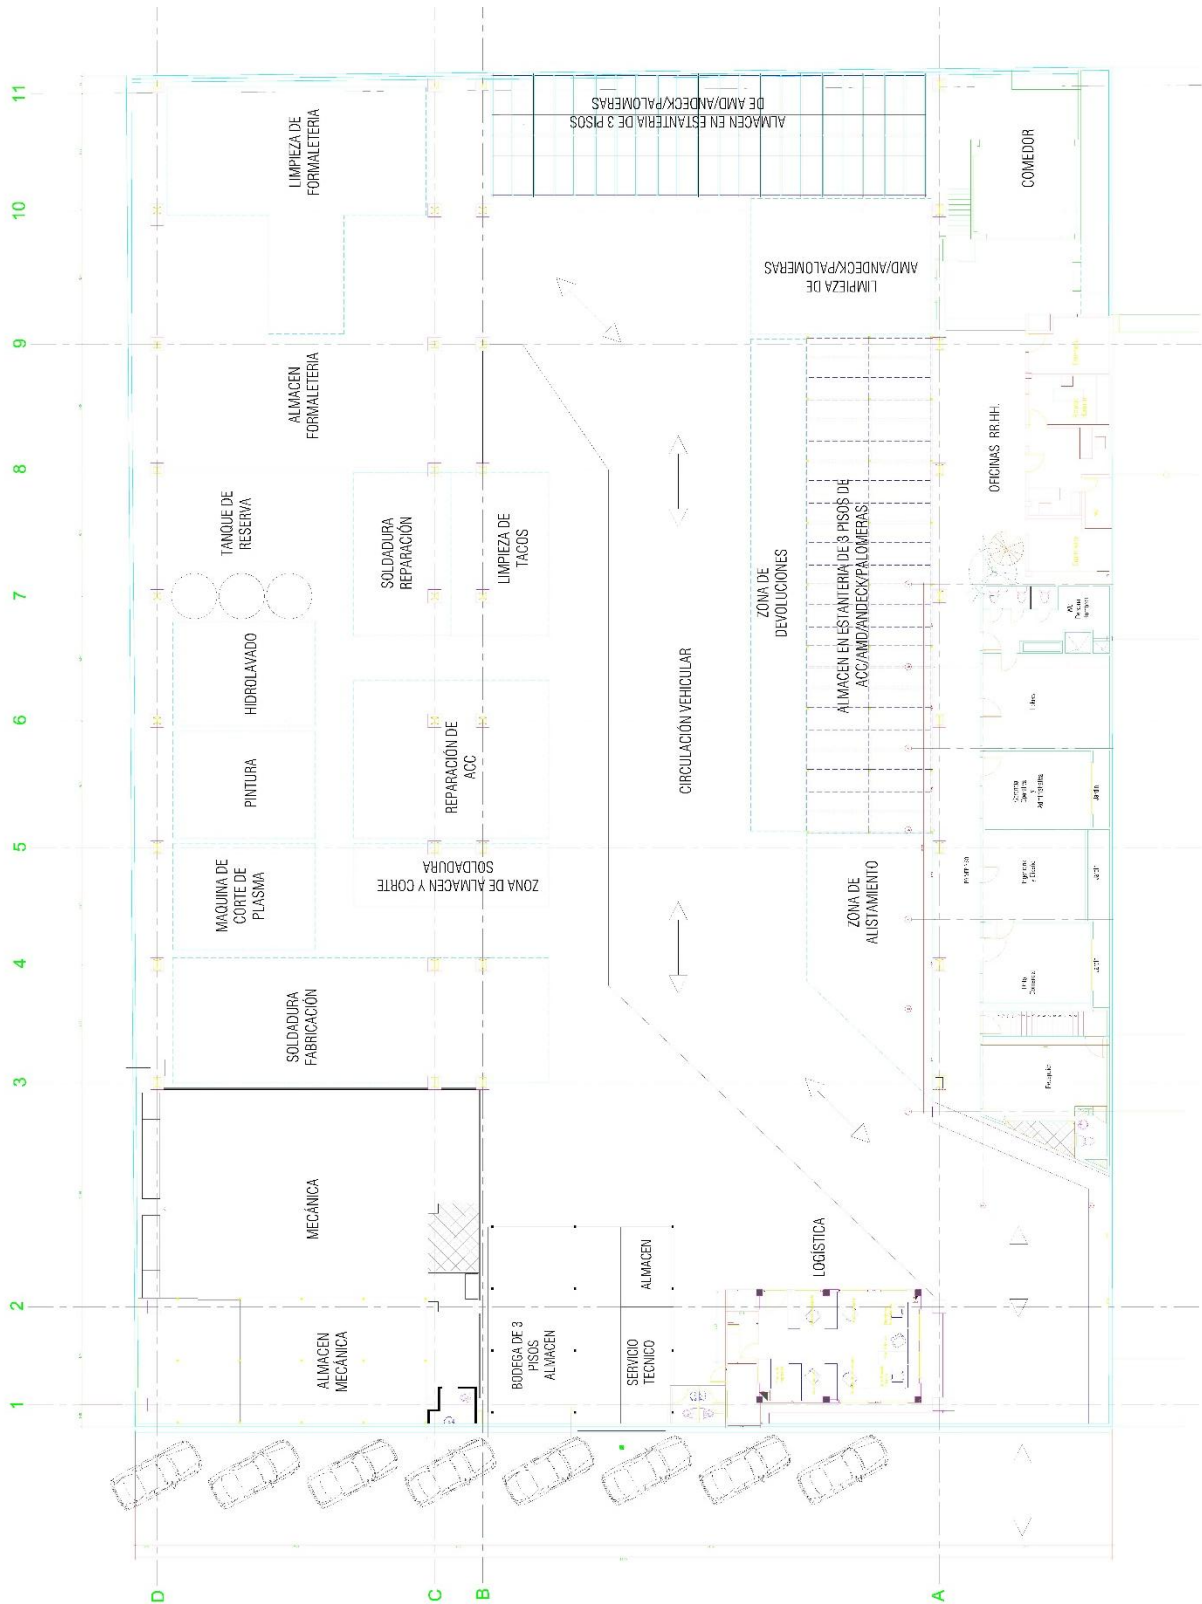 11
10
9
8
7
6
5
4
3
2
1
D
C
B
A
LIMPIEZA DE
FORMALETERIA
ALMACEN EN ESTANTERIA DE 3 PISOS
DE AMD/ANDECK/PALOMERAS
COMEDOR
LIMPIEZA DE
AMD/ANDECK/PALOMERAS
ALMACEN
FORMALETERIA
OFICINAS RR.HH.
TANQUE DE
RESERVA
SOLDADURA
REPARACIÓN
LIMPIEZA DE
TACOS
ZONA DE
DEVOLUCIONES
ALMACEN EN ESTANTERIA DE 3 PISOS DE
ACC/AMD/ANDECK/PALOMERAS
HIDROLAVADO
CIRCULACIÓN VEHICULAR
PINTURA
REPARACIÓN DE
ACC
MAQUINA DE
CORTE DE
PLASMA
ZONA DE ALMACEN Y CORTE
SOLDADURA
ZONA DE
ALISTAMIENTO
Jardin
Jardin
SOLDADURA
FABRICACIÓN
MECÁNICA
LOGÍSTICA
ALMACEN
ALMACEN
MECÁNICA
BODEGA DE 3
PISOS
ALMACEN
SERVICIO
TECNICO